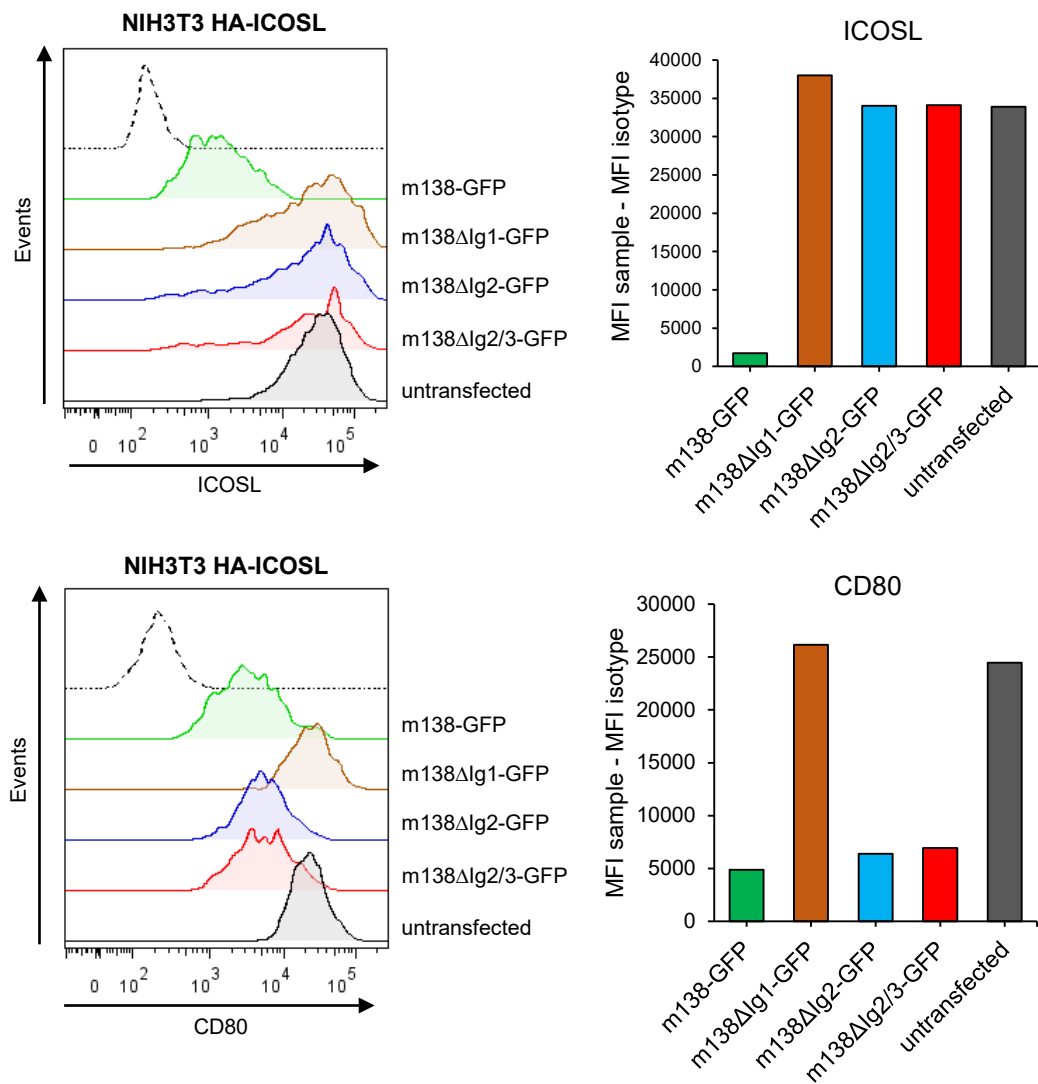 NIH3T3 HA-ICOSL
Events
m138-GFP
m138ΔIg1-GFP
m138ΔIg2-GFP
m138ΔIg2/3-GFP
untransfected
0 10² 10³ 10⁴ 10⁵
ICOSL
ICOSL
MFI sample - MFI isotype
40000
35000
30000
25000
20000
15000
10000
5000
0
m138-GFP
m138ΔIg1-GFP
m138ΔIg2-GFP
m138ΔIg2/3-GFP
untransfected
NIH3T3 HA-ICOSL
Events
m138-GFP
m138ΔIg1-GFP
m138ΔIg2-GFP
m138ΔIg2/3-GFP
untransfected
0 10² 10³ 10⁴ 10⁵
CD80
CD80
MFI sample - MFI isotype
30000
25000
20000
15000
10000
5000
0
m138-GFP
m138ΔIg1-GFP
m138ΔIg2-GFP
m138ΔIg2/3-GFP
untransfected